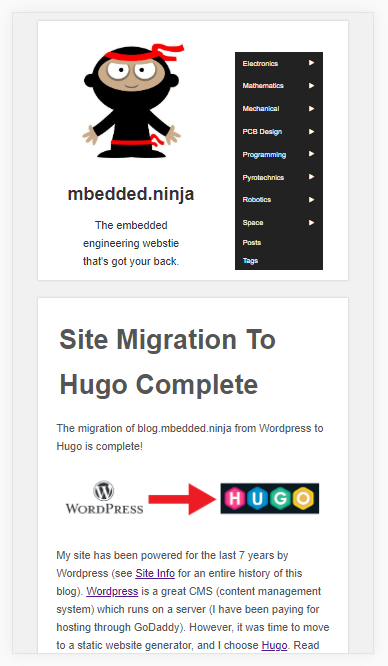 mbedded.ninja
The embedded
engineering webstie
that's got your back.
Electronics
Mathematics
Mechanical
PCB Design
Programming
Pyrotechnics
Robotics
Space
Posts
Tags
Site Migration To
Hugo Complete
The migration of blog.mbedded.ninja from Wordpress to
Hugo is complete!
WORDPRESS
HUGO
My site has been powered for the last 7 years by
Wordpress (see Site Info for an entire history of this
blog). Wordpress is a great CMS (content management
system) which runs on a server (I have been paying for
hosting through GoDaddy). However, it was time to move
to a static website generator, and I choose Hugo. Read